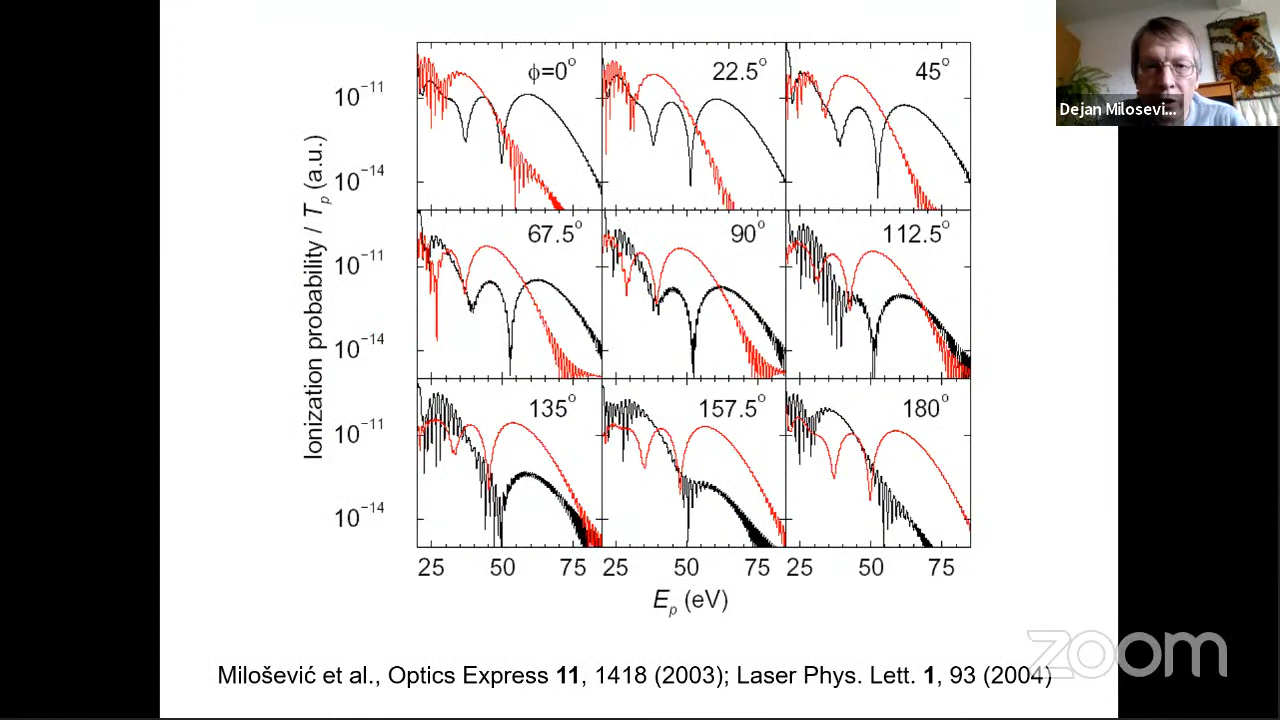 Dejan Milosevi...
ϕ=0°
22.5°
45°
67.5°
90°
112.5°
135°
157.5°
180°
Ionization probability / Tp (a.u.)
10⁻¹¹
10⁻¹⁴
10⁻¹¹
10⁻¹⁴
10⁻¹¹
10⁻¹⁴
25 50 75 25 50 75 25 50 75
Ep (eV)
zoom
Milošević et al., Optics Express 11, 1418 (2003); Laser Phys. Lett. 1, 93 (2004)